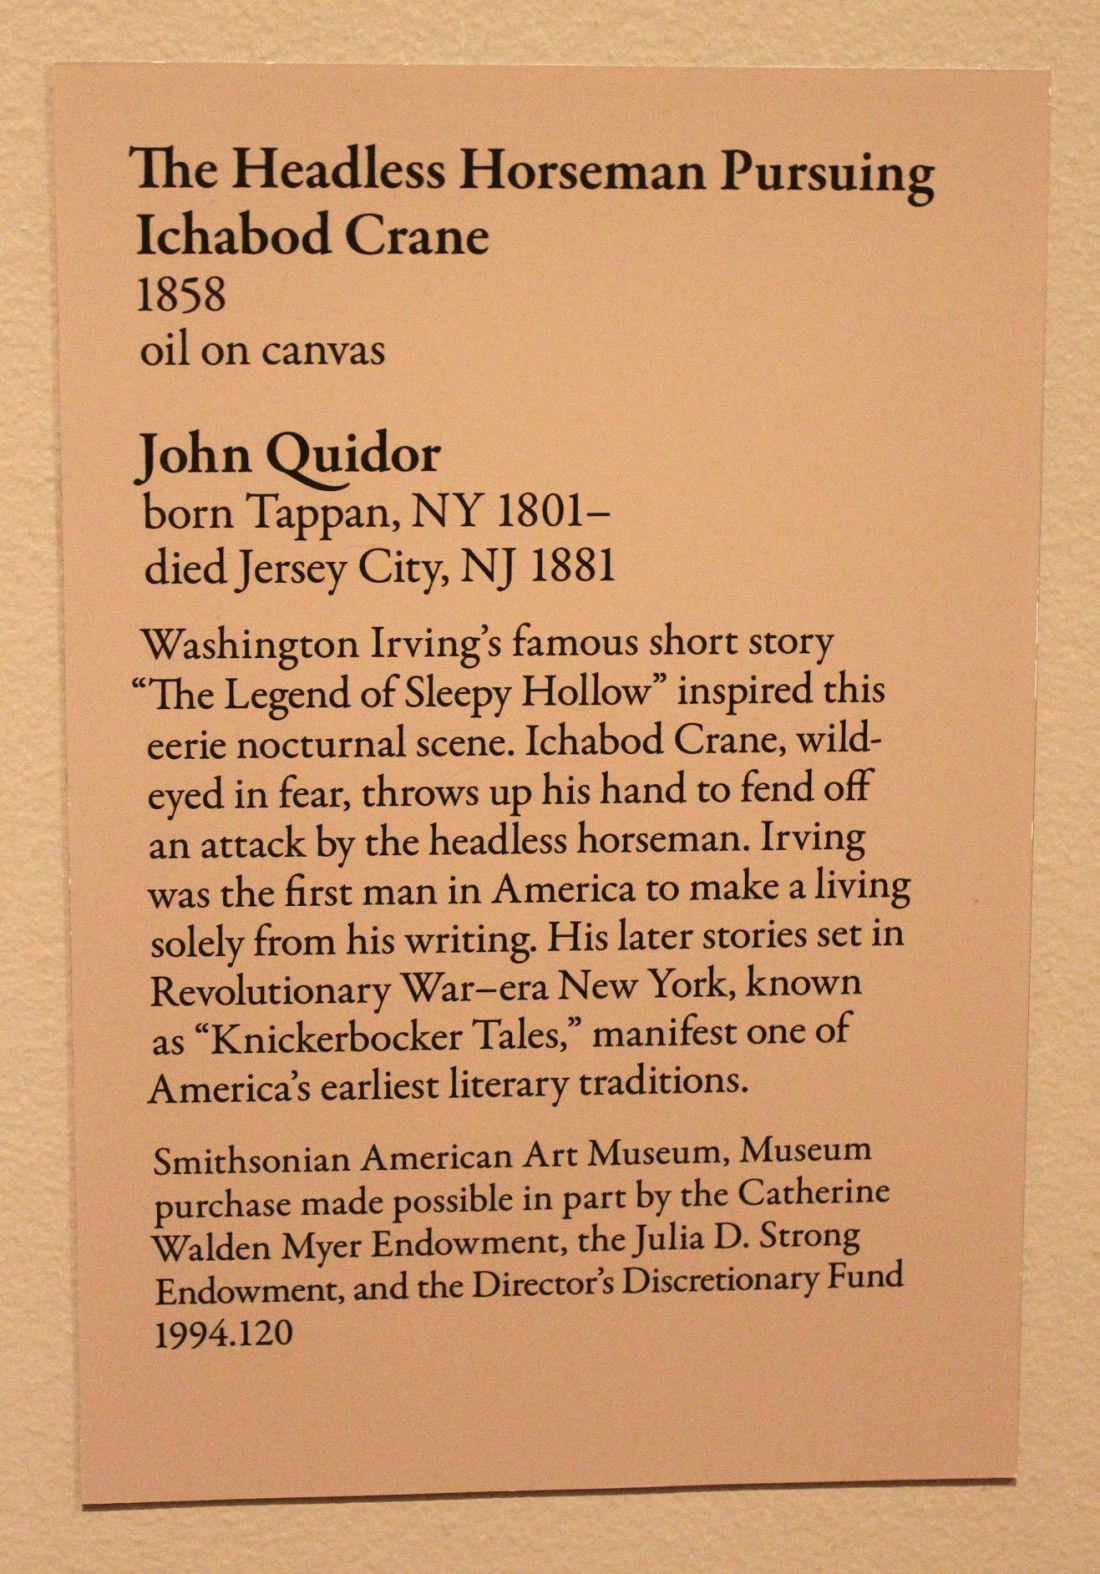 The Headless Horseman Pursuing
Ichabod Crane
1858
oil on canvas
John Quidor
born Tappan, NY 1801–
died Jersey City, NJ 1881
Washington Irving’s famous short story
“The Legend of Sleepy Hollow” inspired this
eerie nocturnal scene. Ichabod Crane, wild-
eyed in fear, throws up his hand to fend off
an attack by the headless horseman. Irving
was the first man in America to make a living
solely from his writing. His later stories set in
Revolutionary War–era New York, known
as “Knickerbocker Tales,” manifest one of
America’s earliest literary traditions.
Smithsonian American Art Museum, Museum
purchase made possible in part by the Catherine
Walden Myer Endowment, the Julia D. Strong
Endowment, and the Director’s Discretionary Fund
1994.120